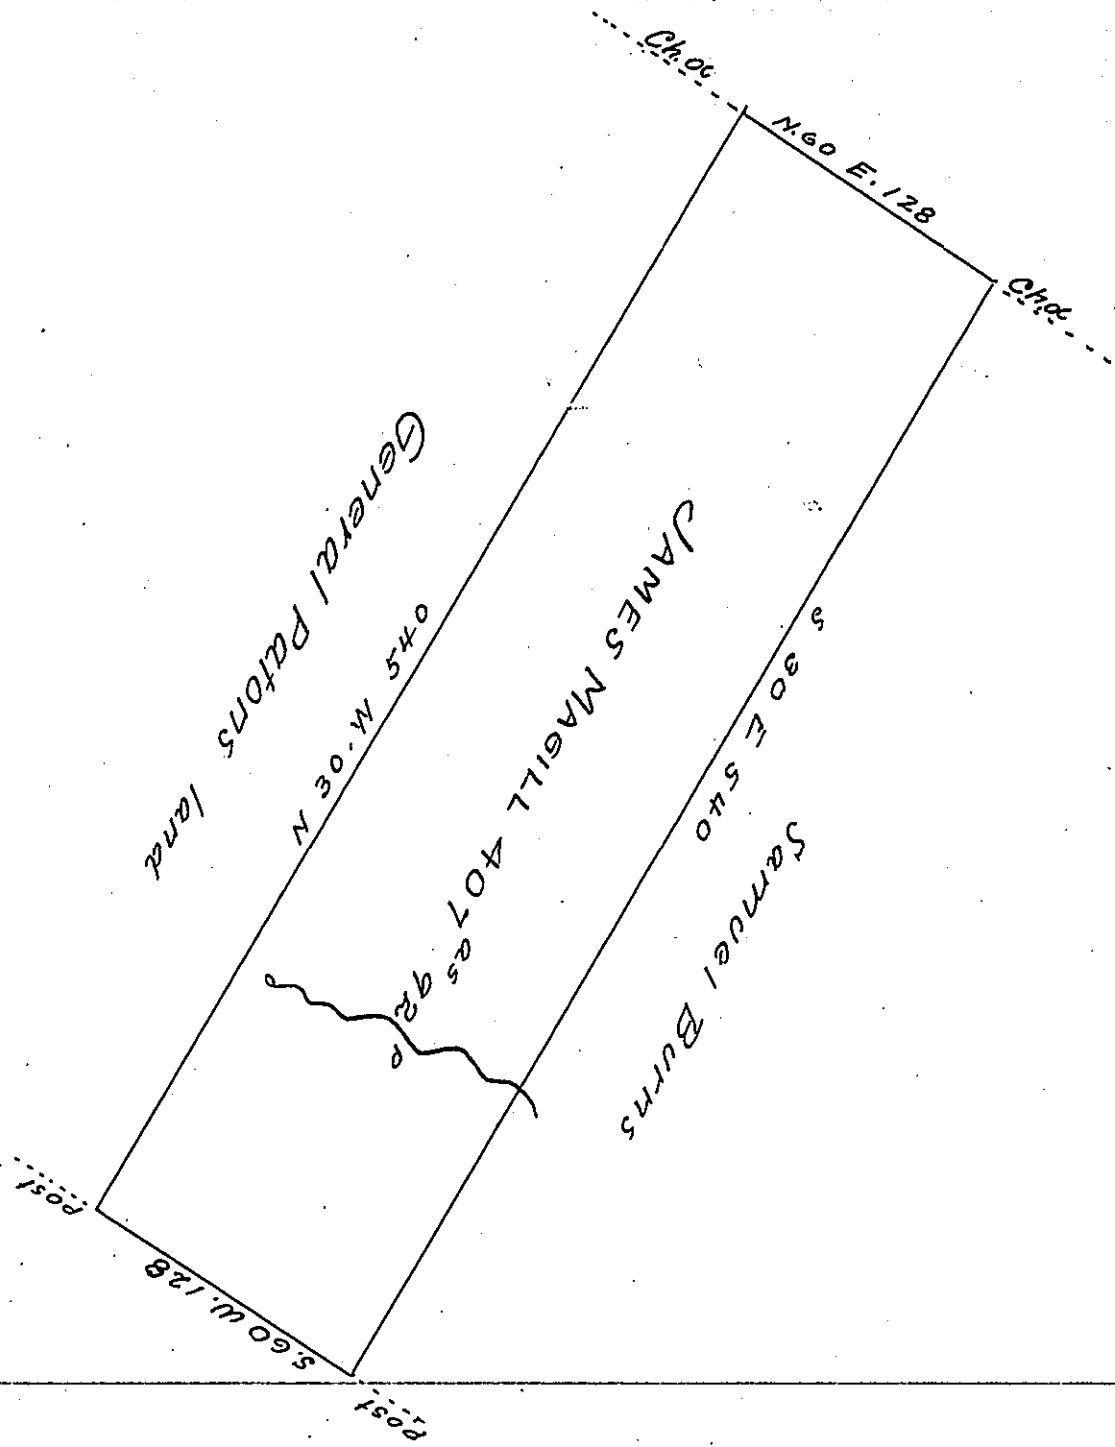 Ch.oc
N.60 E.128
Ch.oc
General Patons land
N 30.W 540
JAMES MAGILL 407 as 92 p
S 30 E 540
Samuel Burns
post
S.60 W.128
post